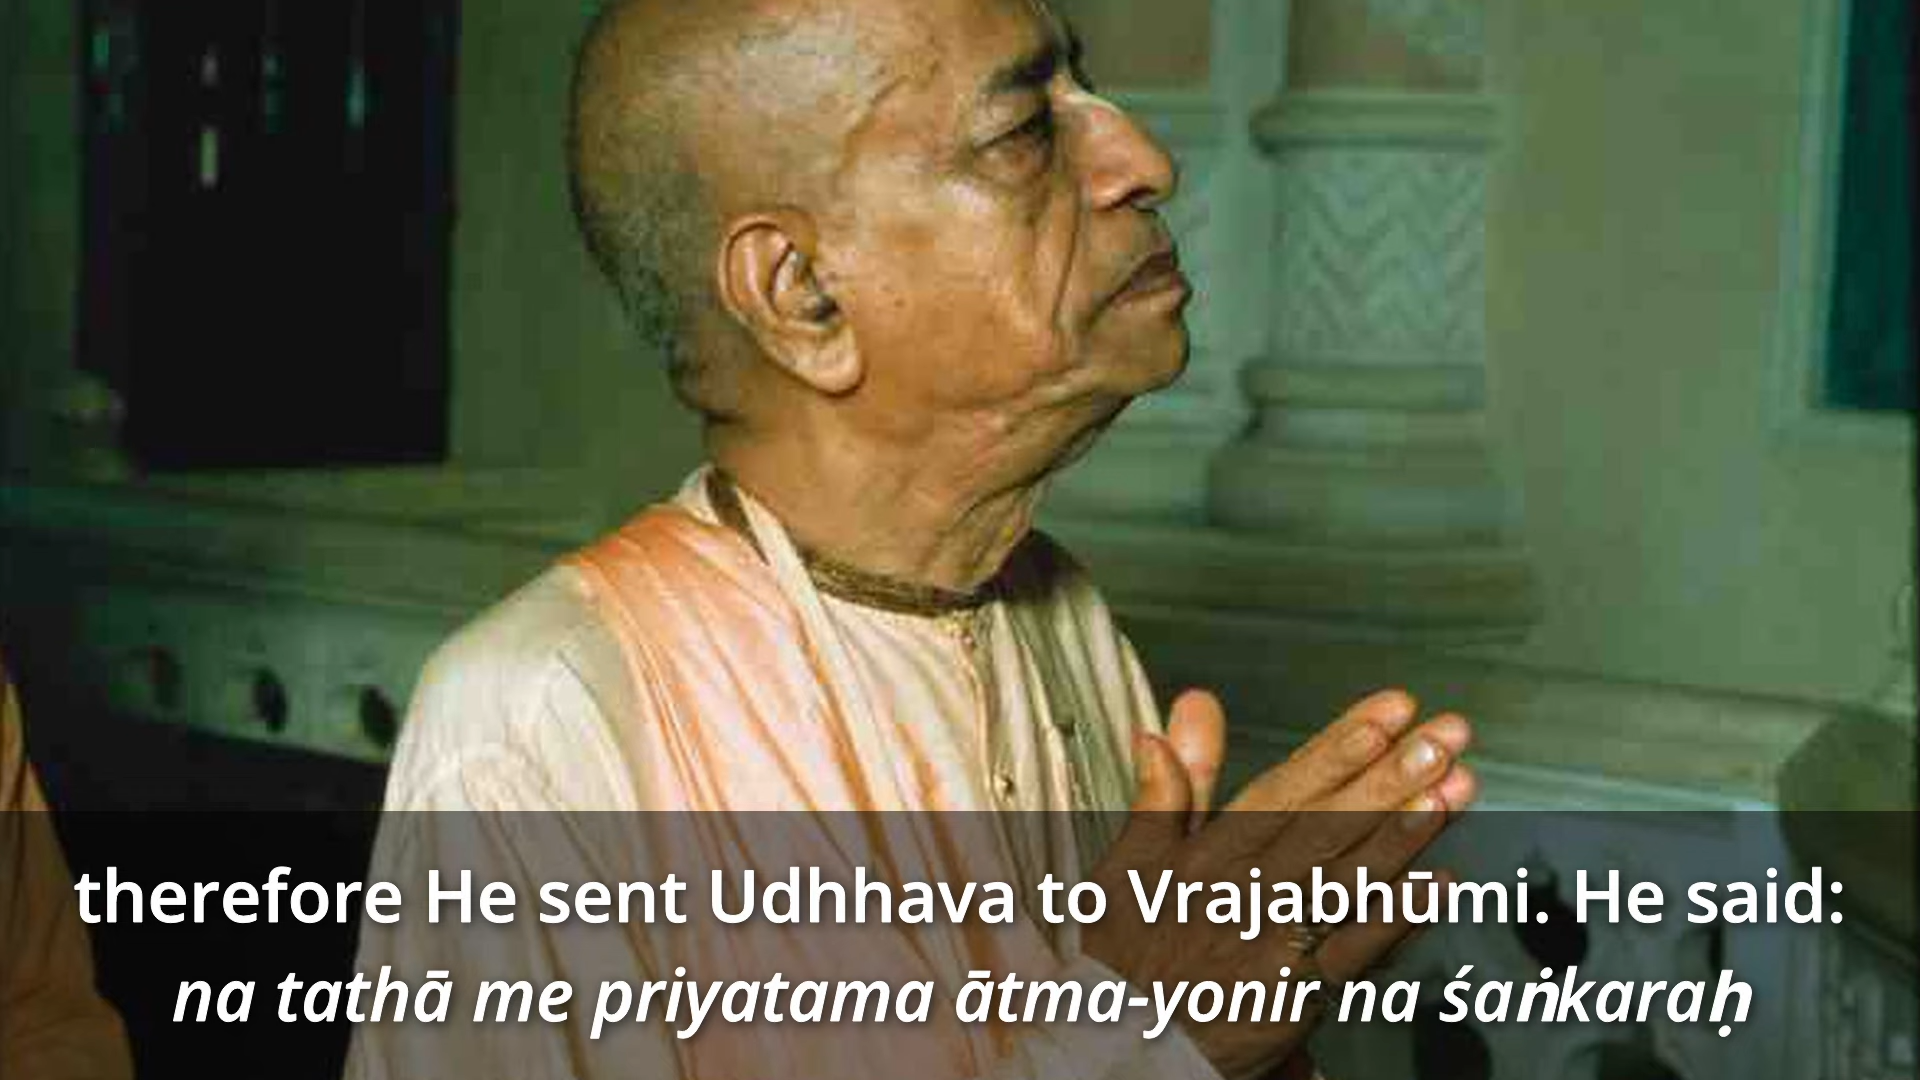 therefore He sent Udhhava to Vrajabhūmi. He said:
na tathā me priyatama ātma-yonir na śaṅkaraḥ